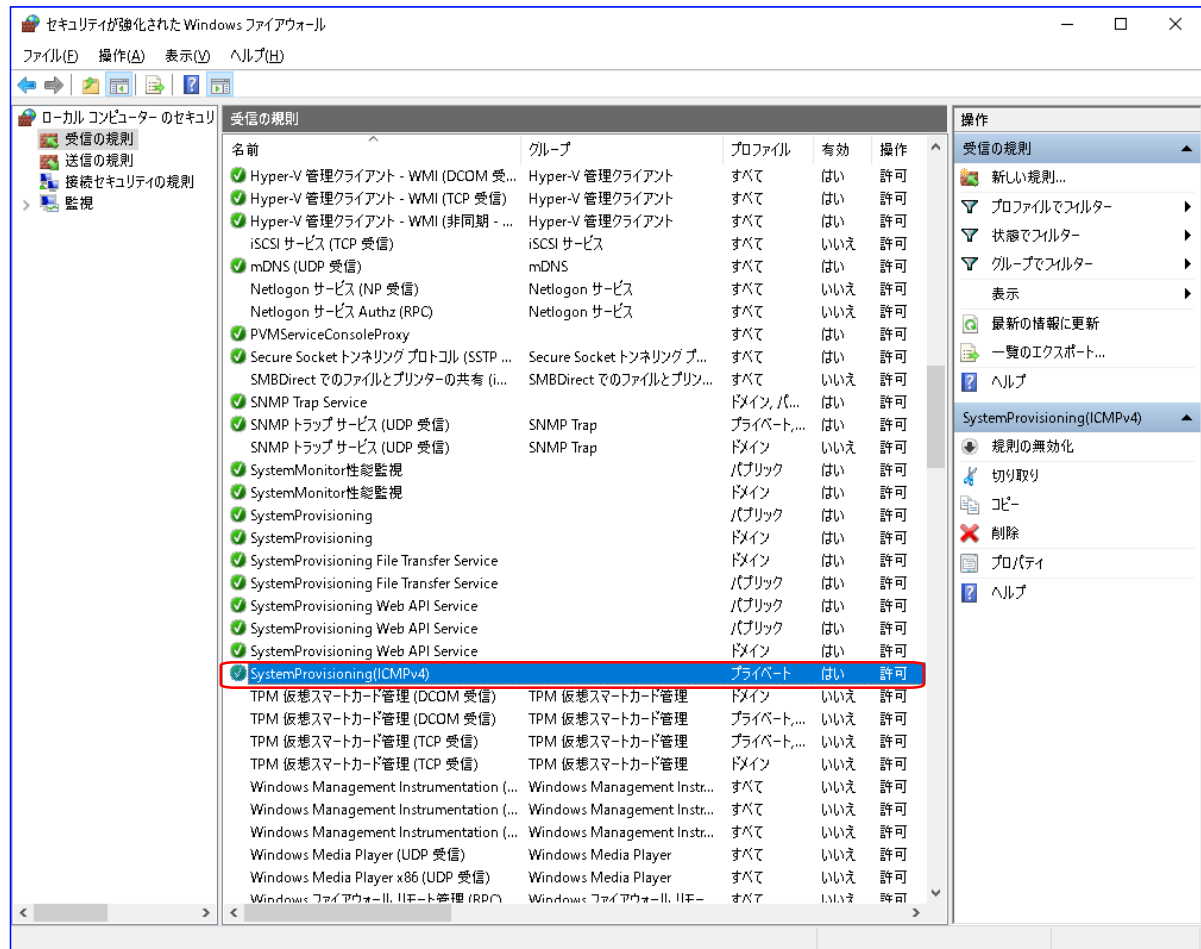 セキュリティが強化された Windows ファイアウォール
ファイル(F) 操作(A) 表示(V) ヘルプ(H)
ローカル コンピューター のセキュリ
受信の規則
送信の規則
接続セキュリティの規則
監視
受信の規則
名前 グループ プロファイル 有効 操作
Hyper-V 管理クライアント - WMI (DCOM 受... Hyper-V 管理クライアント すべて はい 許可
Hyper-V 管理クライアント - WMI (TCP 受信) Hyper-V 管理クライアント すべて はい 許可
Hyper-V 管理クライアント - WMI (非同期 - ... Hyper-V 管理クライアント すべて はい 許可
iSCSI サービス (TCP 受信) iSCSI サービス すべて いいえ 許可
mDNS (UDP 受信) mDNS すべて はい 許可
Netlogon サービス (NP 受信) Netlogon サービス すべて いいえ 許可
Netlogon サービス Authz (RPC) Netlogon サービス すべて いいえ 許可
PVMServiceConsoleProxy すべて はい 許可
Secure Socket トンネリング プロトコル (SSTP ... Secure Socket トンネリング プ... すべて はい 許可
SMBDirect でのファイルとプリンターの共有 (i... SMBDirect でのファイルとプリン... すべて いいえ 許可
SNMP Trap Service ドメイン, パ... はい 許可
SNMP トラップ サービス (UDP 受信) SNMP Trap プライベート,... はい 許可
SNMP トラップ サービス (UDP 受信) SNMP Trap ドメイン いいえ 許可
SystemMonitor性能監視 パブリック はい 許可
SystemMonitor性能監視 ドメイン はい 許可
SystemProvisioning パブリック はい 許可
SystemProvisioning ドメイン はい 許可
SystemProvisioning File Transfer Service ドメイン はい 許可
SystemProvisioning File Transfer Service パブリック はい 許可
SystemProvisioning Web API Service パブリック はい 許可
SystemProvisioning Web API Service パブリック はい 許可
SystemProvisioning Web API Service ドメイン はい 許可
SystemProvisioning(ICMPv4) プライベート はい 許可
TPM 仮想スマートカード管理 (DCOM 受信) TPM 仮想スマートカード管理 ドメイン いいえ 許可
TPM 仮想スマートカード管理 (DCOM 受信) TPM 仮想スマートカード管理 プライベート,... いいえ 許可
TPM 仮想スマートカード管理 (TCP 受信) TPM 仮想スマートカード管理 プライベート,... いいえ 許可
TPM 仮想スマートカード管理 (TCP 受信) TPM 仮想スマートカード管理 ドメイン いいえ 許可
Windows Management Instrumentation (... Windows Management Instr... すべて いいえ 許可
Windows Management Instrumentation (... Windows Management Instr... すべて いいえ 許可
Windows Management Instrumentation (... Windows Management Instr... すべて いいえ 許可
Windows Media Player (UDP 受信) Windows Media Player すべて いいえ 許可
Windows Media Player x86 (UDP 受信) Windows Media Player すべて いいえ 許可
Windows ファイアウォール リモート管理 (RPC) Windows ファイアウォール リモー すべて いいえ 許可
操作
受信の規則
新しい規則...
プロファイルでフィルター
状態でフィルター
グループでフィルター
表示
最新の情報に更新
一覧のエクスポート...
ヘルプ
SystemProvisioning(ICMPv4)
規則の無効化
切り取り
コピー
削除
プロパティ
ヘルプ